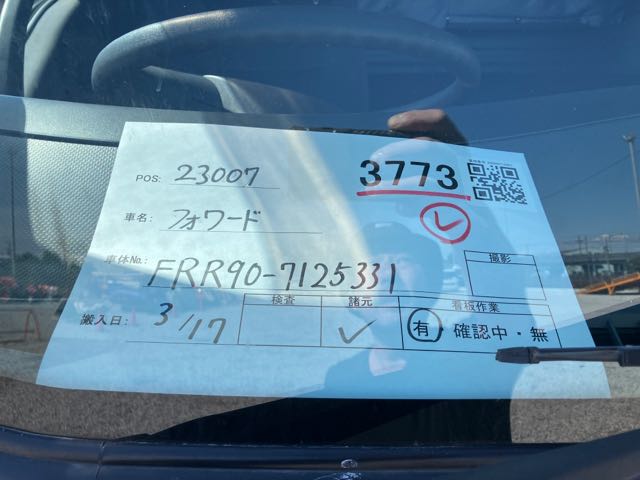 POS: 23007
3773
車名: フォワード
車体No.: FRR90-7125331
撮影
搬入日: 3/17
検査
諸元
看板作業
有・確認中・無